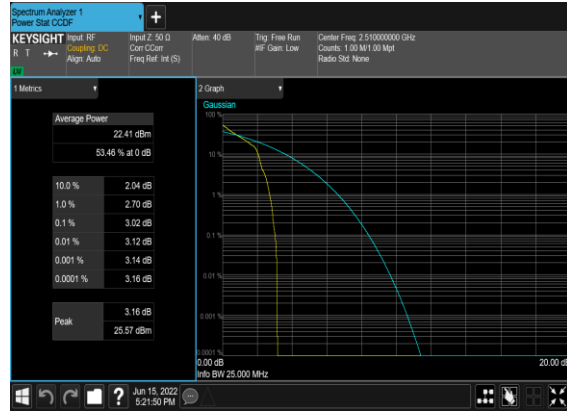 Spectrum Analyzer 1
Power Stat CCDF
KEYSIGHT Input: RF Input Z: 50 Ω Atten: 40 dB Trig: Free Run Center Freq: 2.510000000 GHz
R T Coupling: DC Corr CCorr #IF Gain: Low Counts: 1.00 M/1.00 Mpt
Align: Auto Freq Ref: Int (S) Radio Std: None
1 Metrics
2 Graph
Average Power
22.41 dBm
53.46 % at 0 dB
10.0 % 2.04 dB
1.0 % 2.70 dB
0.1 % 3.02 dB
0.01 % 3.12 dB
0.001 % 3.14 dB
0.0001 % 3.16 dB
Peak 3.16 dB
25.57 dBm
Gaussian
100 %
10 %
1 %
0.1 %
0.01 %
0.001 %
0.0001 %
0.00 dB 20.00 dB
Info BW 25.000 MHz
Jun 15, 2022
5:21:50 PM